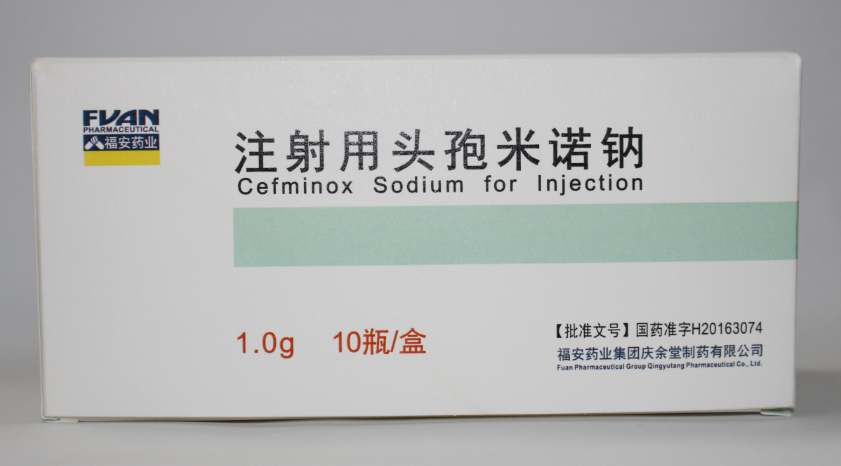 FUAN
PHARMACEUTICAL
福安药业
注射用头孢米诺钠
Cefminox Sodium for Injection
1.0g 10瓶/盒
【批准文号】国药准字H20163074
福安药业集团庆余堂制药有限公司
Fuan Pharmaceutical Group Qingyutang Pharmaceutical Co., Ltd.